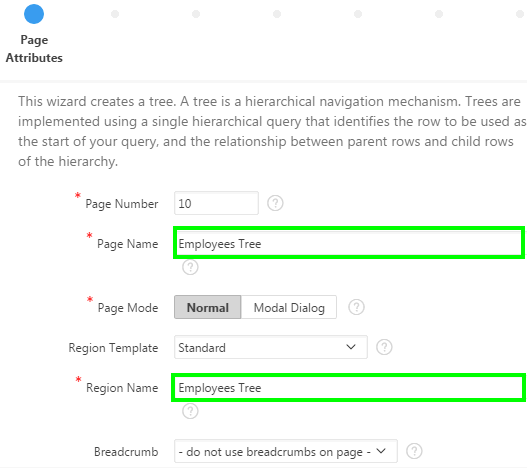 Page
Attributes
This wizard creates a tree. A tree is a hierarchical navigation mechanism. Trees are
implemented using a single hierarchical query that identifies the row to be used as
the start of your query, and the relationship between parent rows and child rows
of the hierarchy.
* Page Number 10 ?
* Page Name Employees Tree
?
* Page Mode Normal Modal Dialog ?
Region Template Standard ?
* Region Name Employees Tree
?
Breadcrumb - do not use breadcrumbs on page - ?